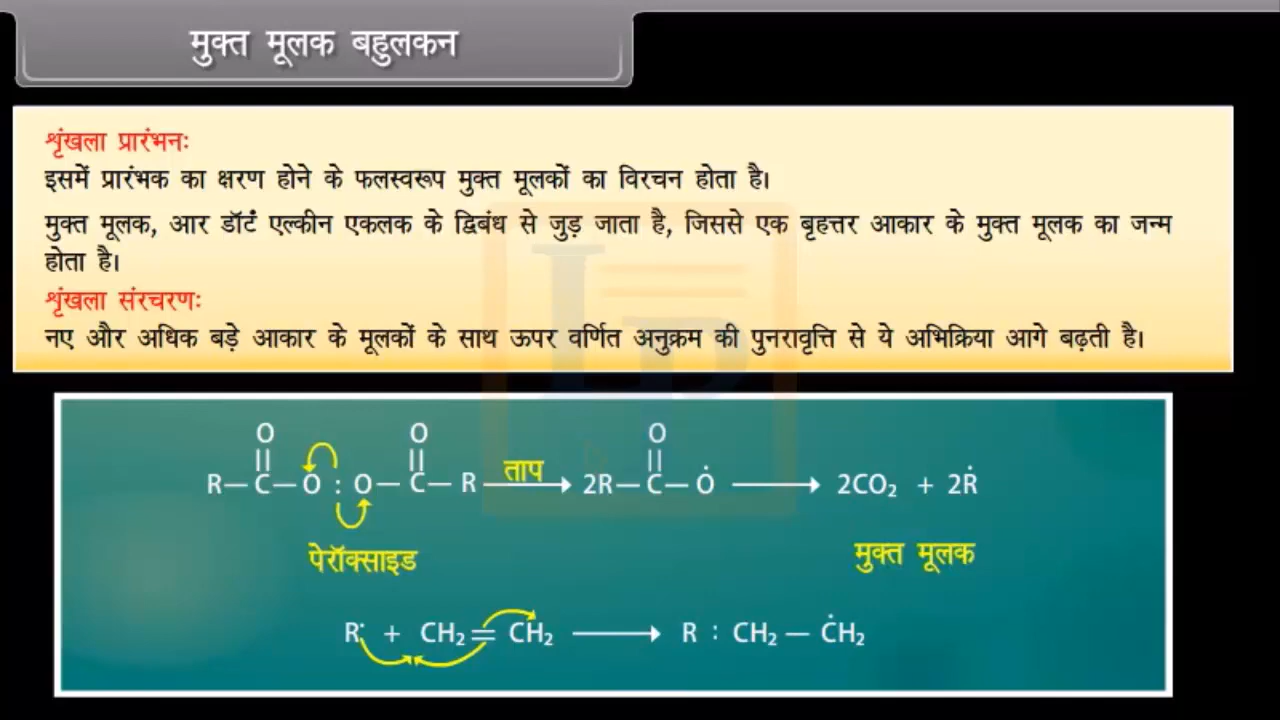 मुक्त मूलक बहुलकन
श्रृंखला प्रारंभनः
इसमें प्रारंभक का क्षरण होने के फलस्वरूप मुक्त मूलकों का विरचन होता है।
मुक्त मूलक, आर डॉर्टं एल्कीन एकलक के द्विबंध से जुड़ जाता है, जिससे एक बृहत्तर आकार के मुक्त मूलक का जन्म
होता है।
श्रृंखला संरचरणः
नए और अधिक बड़े आकार के मूलकों के साथ ऊपर वर्णित अनुक्रम की पुनरावृत्ति से ये अभिक्रिया आगे बढ़ती है।
O O O
|| || ||
R—C—O : O—C—R ताप→ 2R—C—Ȯ → 2CO₂ + 2Ṙ
पेरॉक्साइड मुक्त मूलक
R˙ + CH₂=CH₂ → R : CH₂—ĊH₂